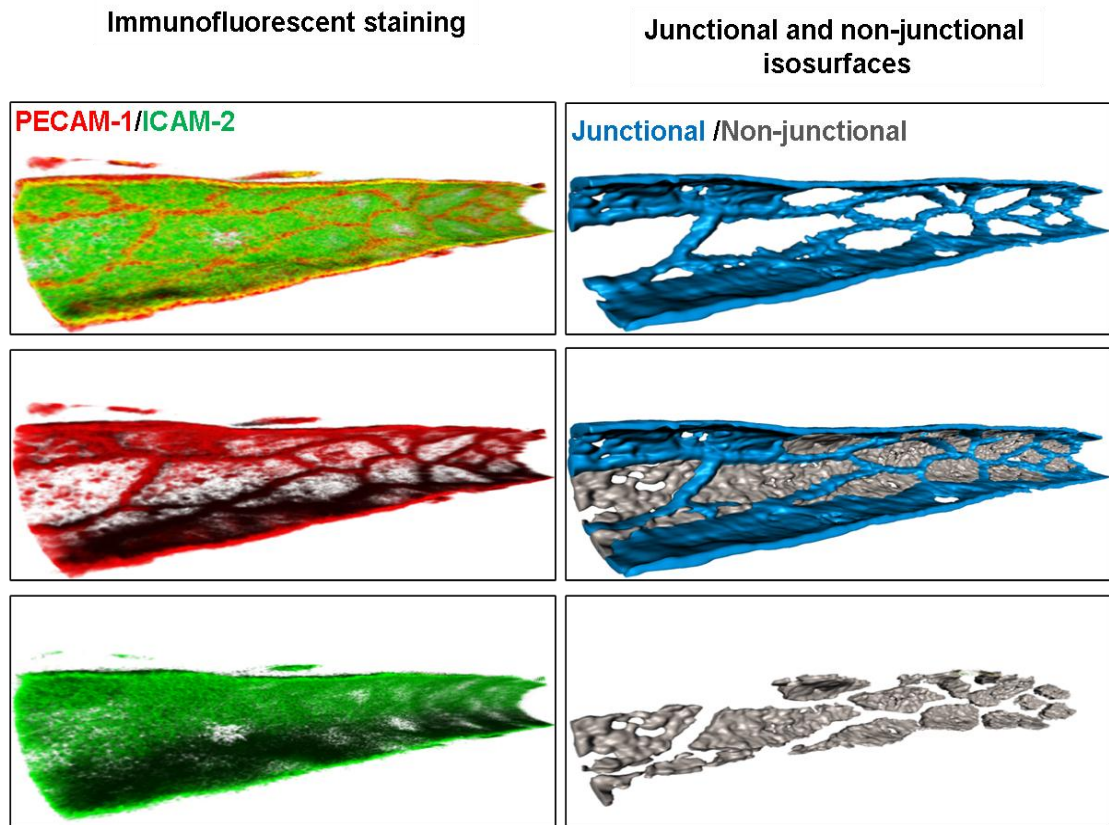 Immunofluorescent staining
Junctional and non-junctional
isosurfaces
PECAM-1/ICAM-2
Junctional /Non-junctional